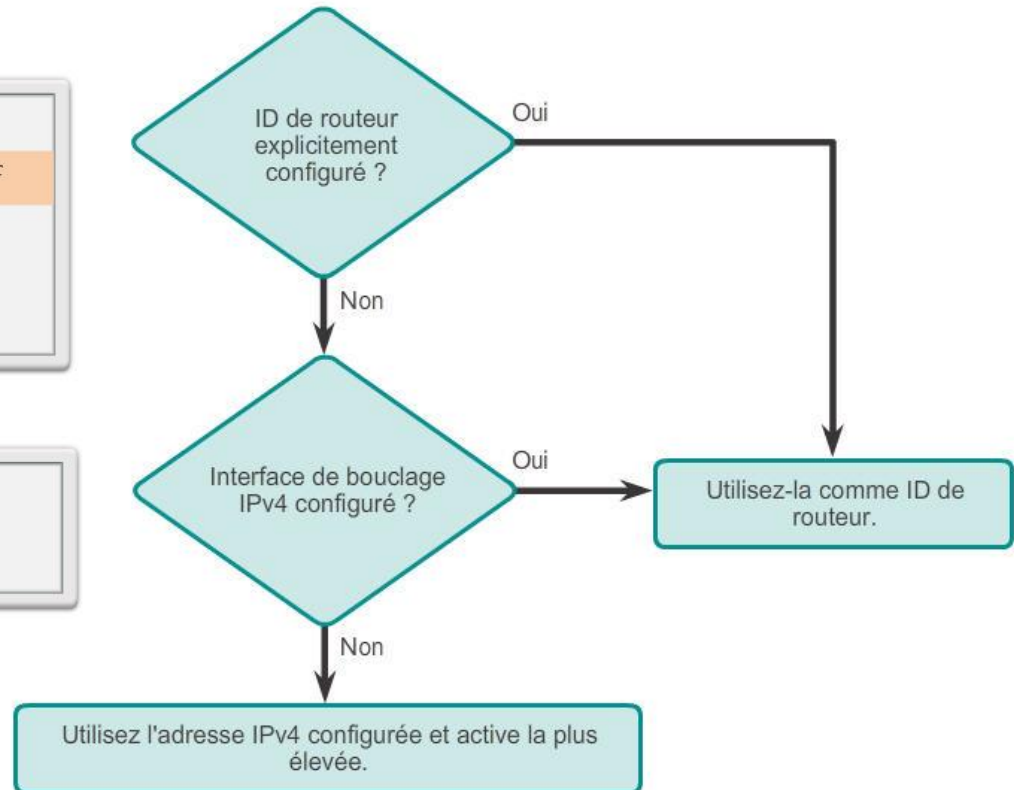 ID de routeur
explicitement
configuré ?
Oui
Non
Interface de bouclage
IPv4 configuré ?
Oui
Utilisez-la comme ID de
routeur.
Non
Utilisez l'adresse IPv4 configurée et active la plus
élevée.